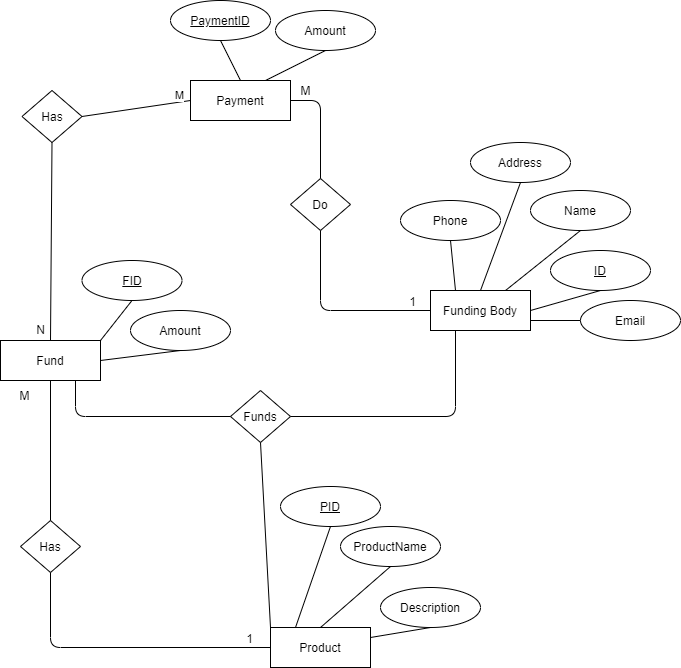 PaymentID
Amount
M
Payment
M
Has
Address
Do
Name
Phone
ID
FID
1
Funding Body
Email
N
Amount
Fund
M
Funds
PID
Has
ProductName
Description
1
Product